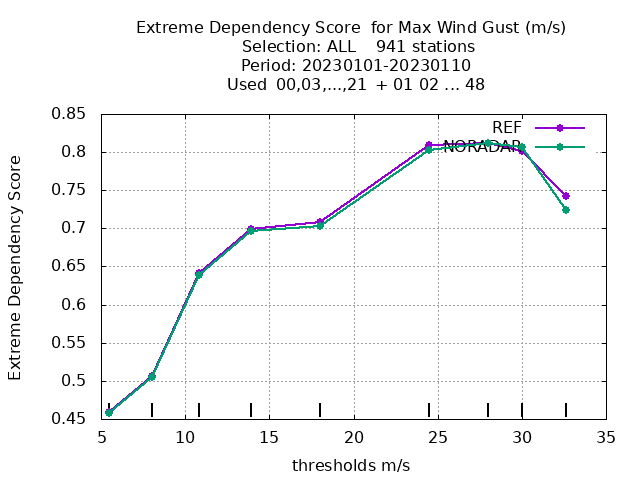 Extreme Dependency Score  for Max Wind Gust (m/s)
Selection: ALL    941 stations
Period: 20230101-20230110
Used  00,03,...,21  + 01 02 ... 48
REF
NORADAR
Extreme Dependency Score
0.85
0.8
0.75
0.7
0.65
0.6
0.55
0.5
0.45
5 10 15 20 25 30 35
thresholds m/s